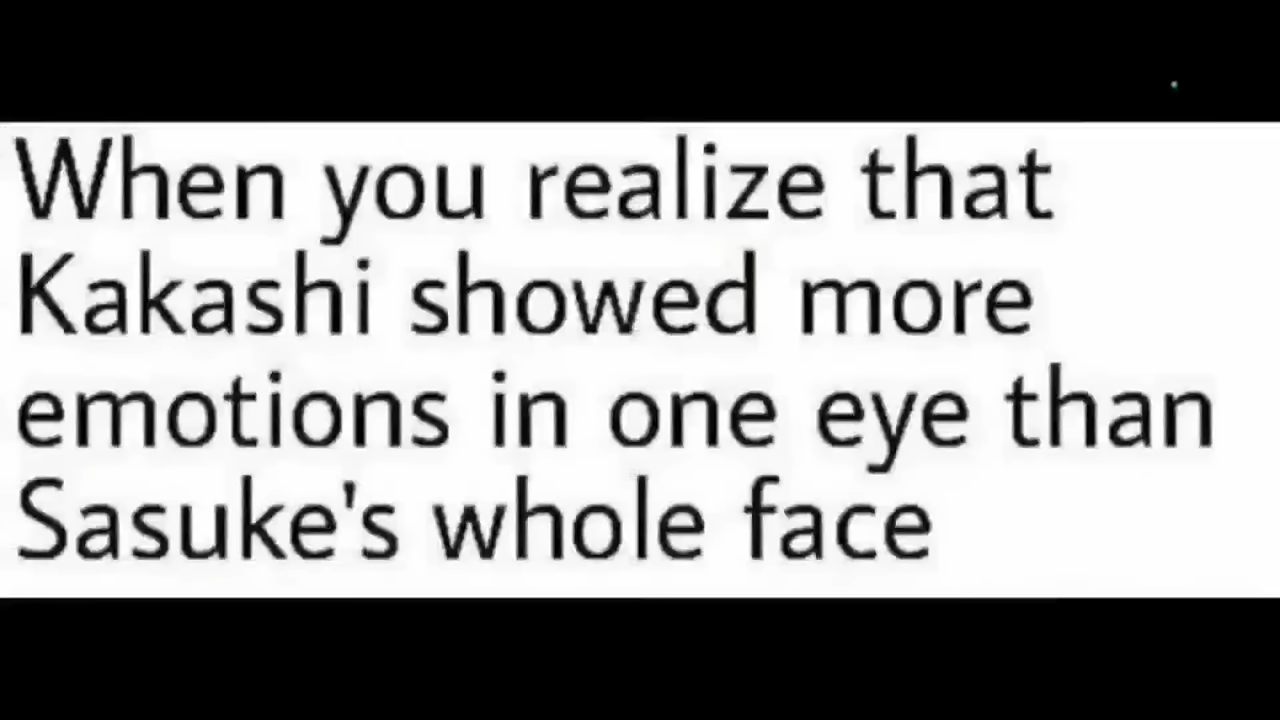 When you realize that
Kakashi showed more
emotions in one eye than
Sasuke's whole face